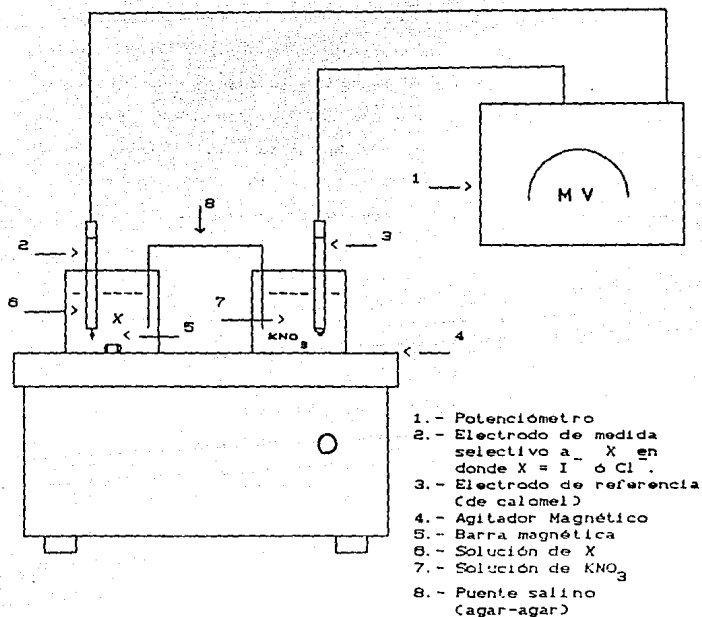 8
1
M V
2
3
6
X
5
7
KNO3
4
1.- Potenciómetro
2.- Electrodo de medida
selectivo a X⁻ en
donde X = I⁻ ó Cl⁻.
3.- Electrodo de referencia
(de calomel)
4.- Agitador Magnético
5.- Barra magnética
6.- Solución de X
7.- Solución de KNO3
8.- Puente salino
(agar-agar)